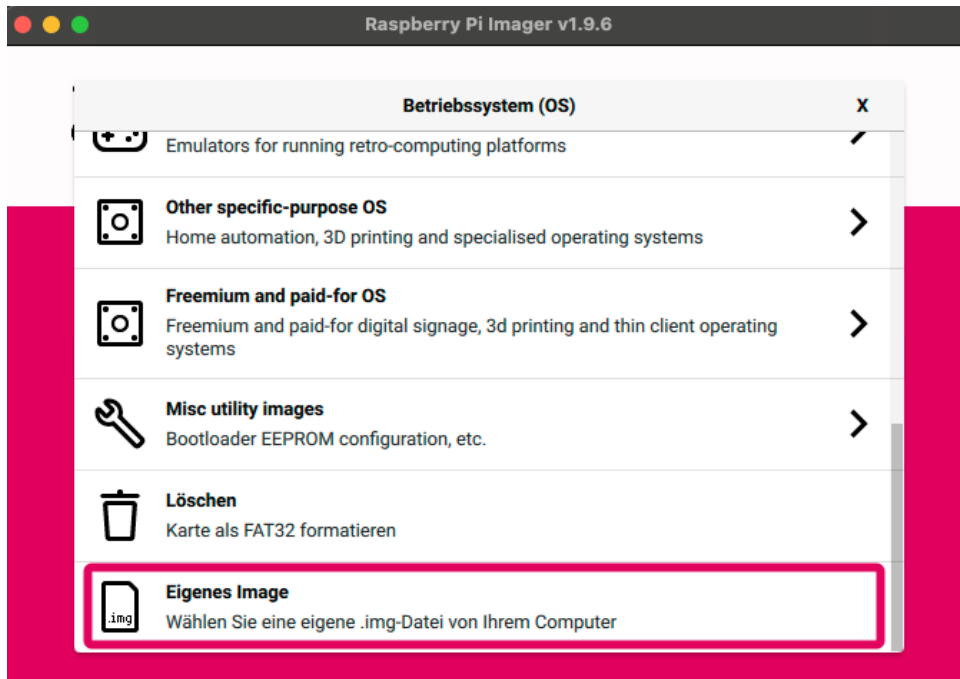 Raspberry Pi Imager v1.9.6
Betriebssystem (OS)
X
Emulators for running retro-computing platforms
Other specific-purpose OS
Home automation, 3D printing and specialised operating systems
Freemium and paid-for OS
Freemium and paid-for digital signage, 3d printing and thin client operating
systems
Misc utility images
Bootloader EEPROM configuration, etc.
Löschen
Karte als FAT32 formatieren
Eigenes Image
.img
Wählen Sie eine eigene .img-Datei von Ihrem Computer